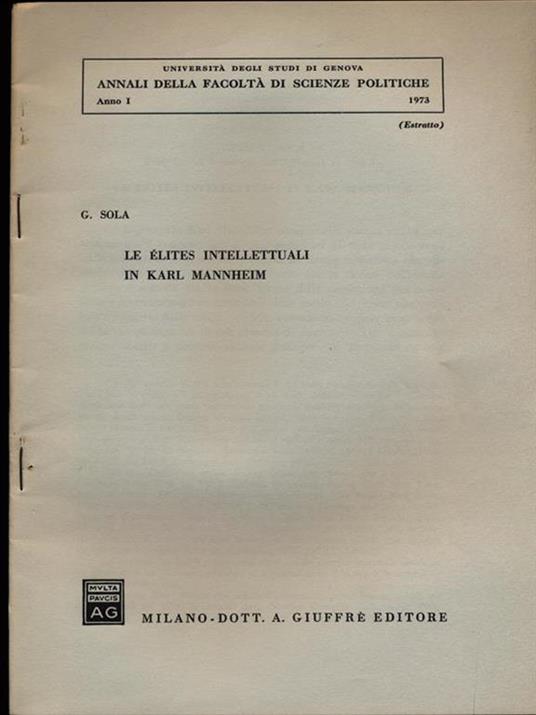 UNIVERSITÀ DEGLI STUDI DI GENOVA
ANNALI DELLA FACOLTÀ DI SCIENZE POLITICHE
Anno I 1973
(Estratto)
G. SOLA
LE ÉLITES INTELLETTUALI
IN KARL MANNHEIM
MVLTA
PAVCIS
AG
MILANO - DOTT. A. GIUFFRÈ EDITORE